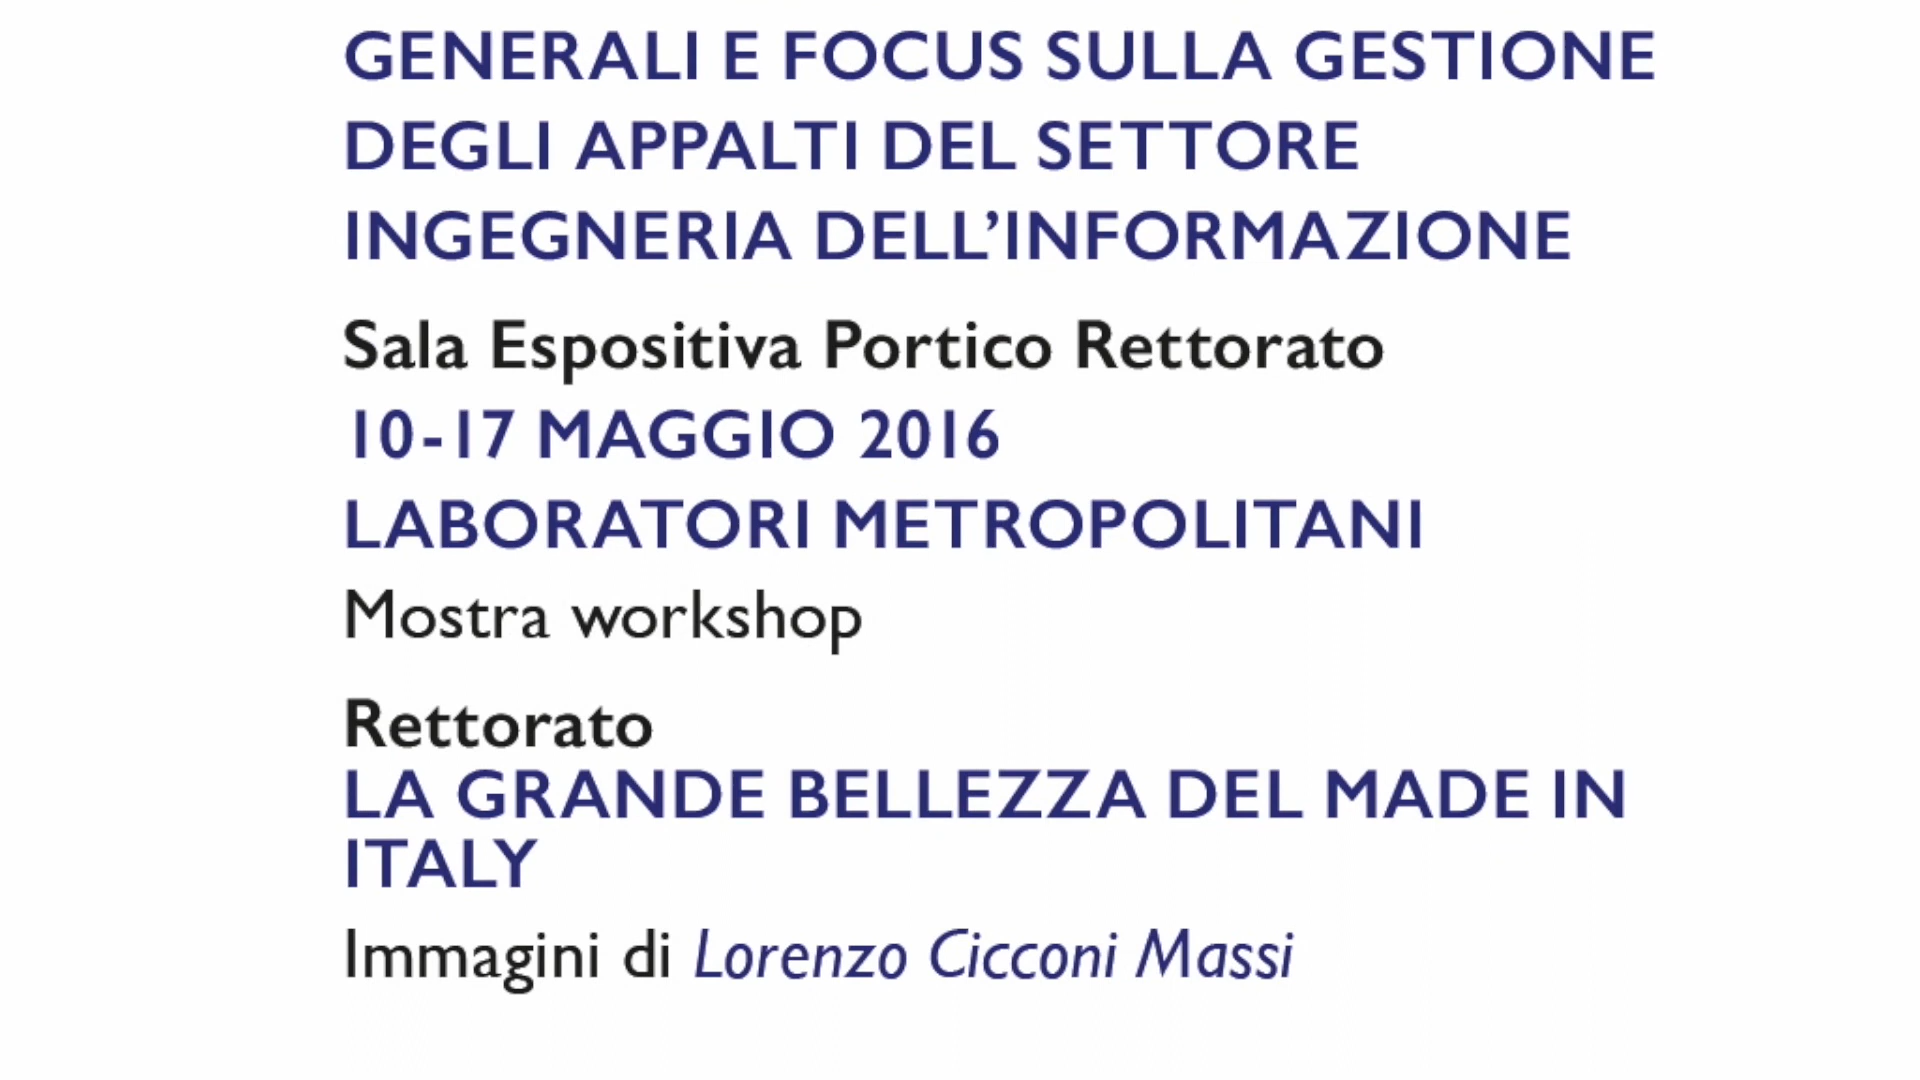 GENERALI E FOCUS SULLA GESTIONE
DEGLI APPALTI DEL SETTORE
INGEGNERIA DELL’INFORMAZIONE
Sala Espositiva Portico Rettorato
10-17 MAGGIO 2016
LABORATORI METROPOLITANI
Mostra workshop
Rettorato
LA GRANDE BELLEZZA DEL MADE IN
ITALY
Immagini di Lorenzo Cicconi Massi